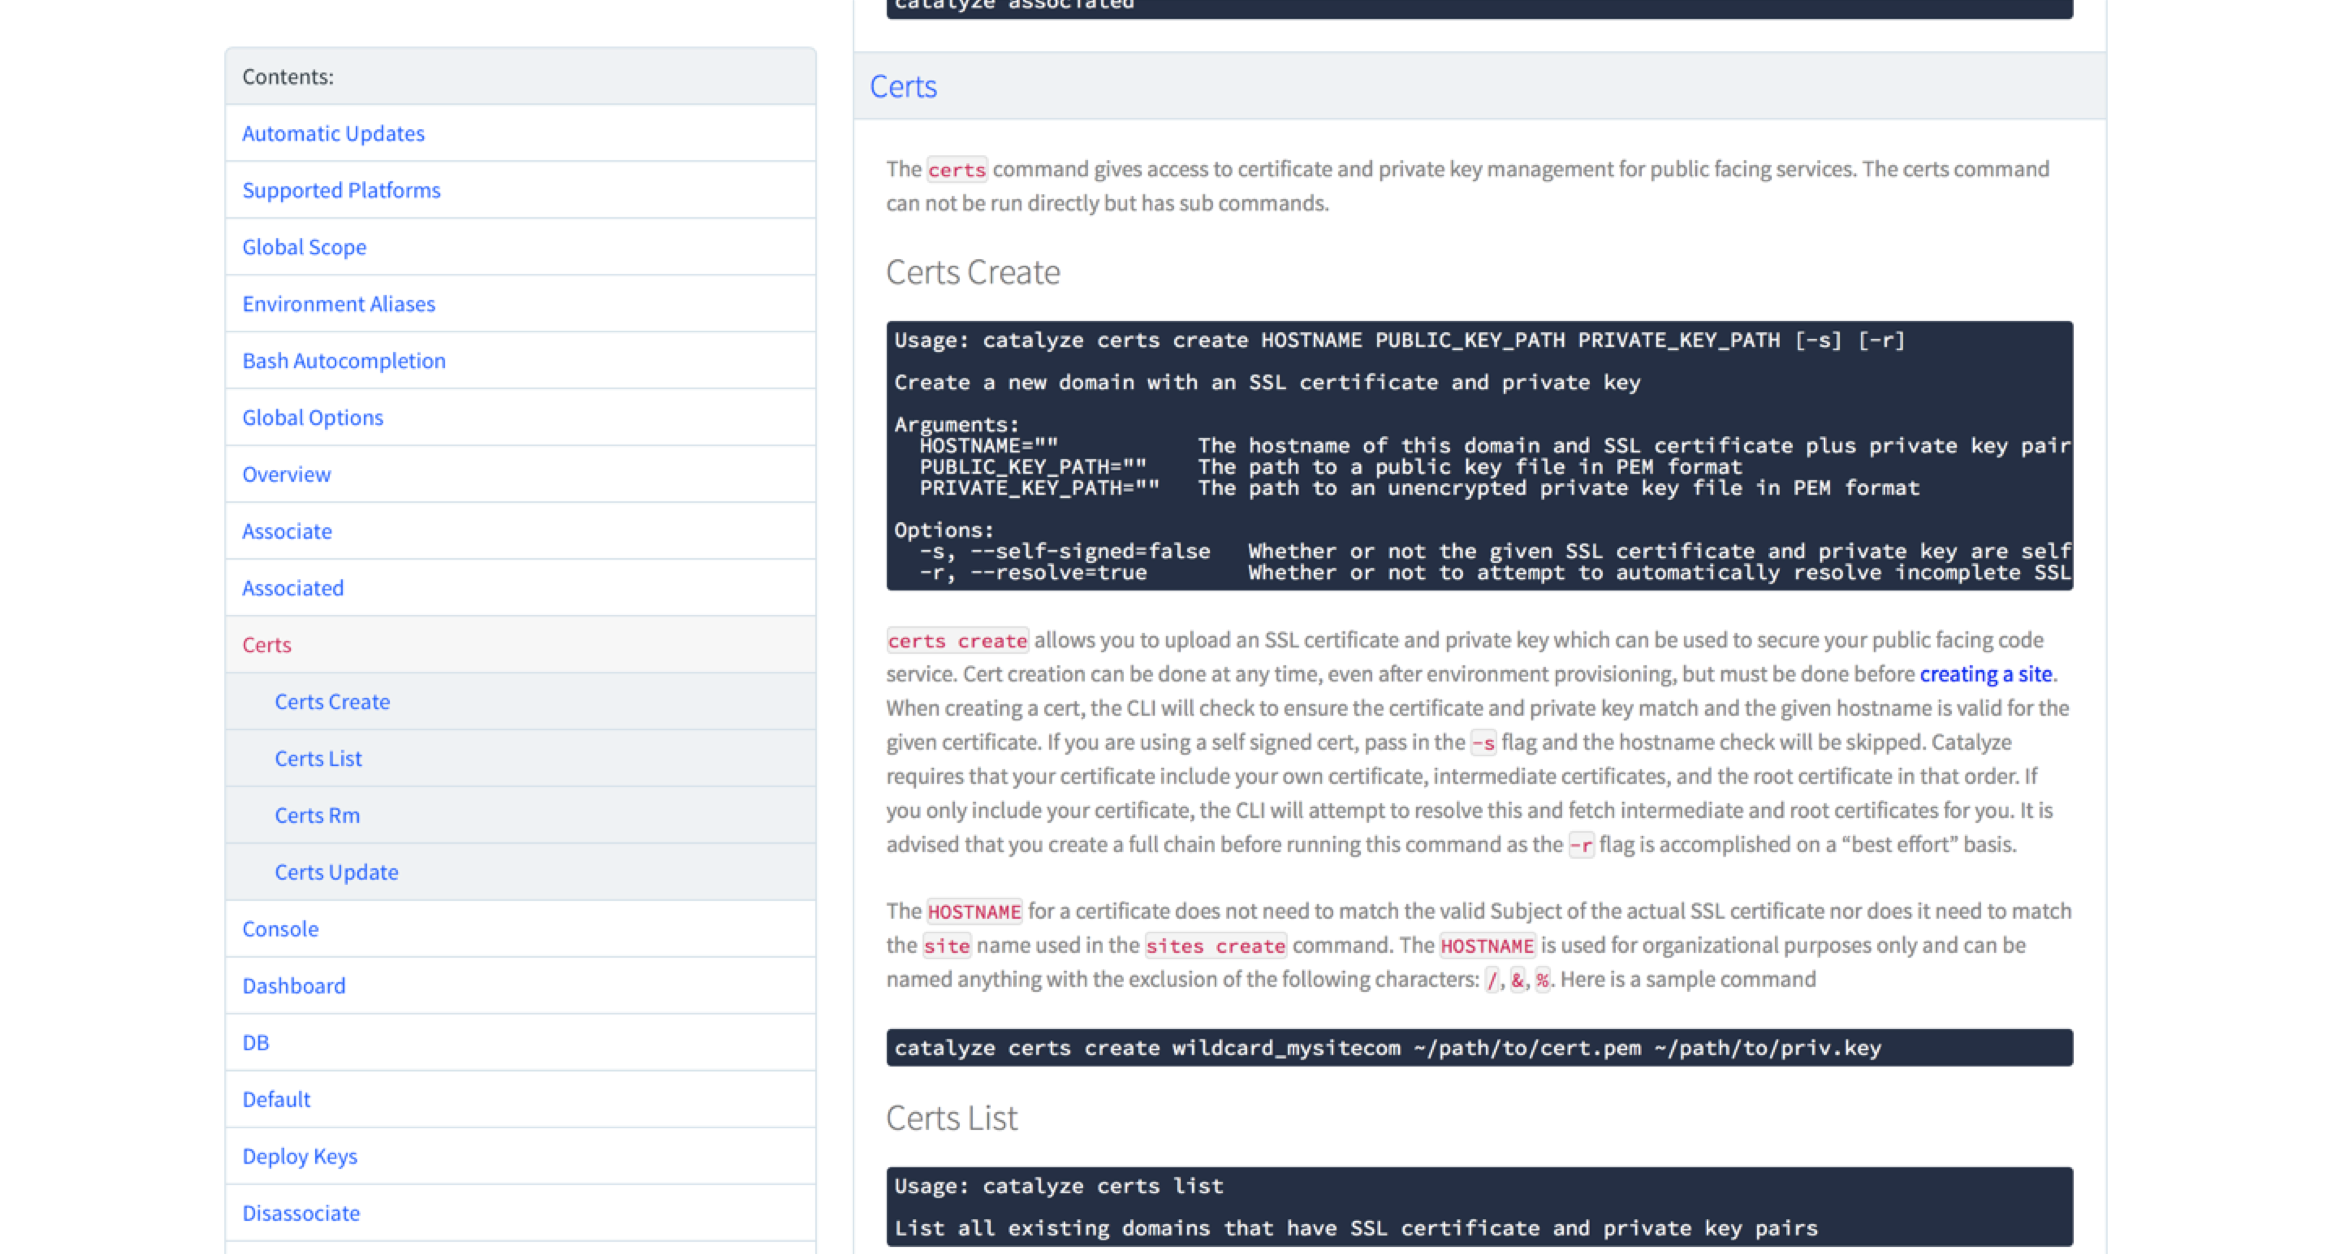 catalyze associated
Contents:
Automatic Updates
Supported Platforms
Global Scope
Environment Aliases
Bash Autocompletion
Global Options
Overview
Associate
Associated
Certs
Certs Create
Certs List
Certs Rm
Certs Update
Console
Dashboard
DB
Default
Deploy Keys
Disassociate
Certs
The certs command gives access to certificate and private key management for public facing services. The certs command
can not be run directly but has sub commands.
Certs Create
Usage: catalyze certs create HOSTNAME PUBLIC_KEY_PATH PRIVATE_KEY_PATH [-s] [-r]
Create a new domain with an SSL certificate and private key
Arguments:
HOSTNAME="" The hostname of this domain and SSL certificate plus private key pair
PUBLIC_KEY_PATH="" The path to a public key file in PEM format
PRIVATE_KEY_PATH="" The path to an unencrypted private key file in PEM format
Options:
-s, --self-signed=false Whether or not the given SSL certificate and private key are self
-r, --resolve=true Whether or not to attempt to automatically resolve incomplete SSL
certs create allows you to upload an SSL certificate and private key which can be used to secure your public facing code
service. Cert creation can be done at any time, even after environment provisioning, but must be done before creating a site.
When creating a cert, the CLI will check to ensure the certificate and private key match and the given hostname is valid for the
given certificate. If you are using a self signed cert, pass in the -s flag and the hostname check will be skipped. Catalyze
requires that your certificate include your own certificate, intermediate certificates, and the root certificate in that order. If
you only include your certificate, the CLI will attempt to resolve this and fetch intermediate and root certificates for you. It is
advised that you create a full chain before running this command as the -r flag is accomplished on a “best effort” basis.
The HOSTNAME for a certificate does not need to match the valid Subject of the actual SSL certificate nor does it need to match
the site name used in the sites create command. The HOSTNAME is used for organizational purposes only and can be
named anything with the exclusion of the following characters: /, &, %. Here is a sample command
catalyze certs create wildcard_mysitecom ~/path/to/cert.pem ~/path/to/priv.key
Certs List
Usage: catalyze certs list
List all existing domains that have SSL certificate and private key pairs